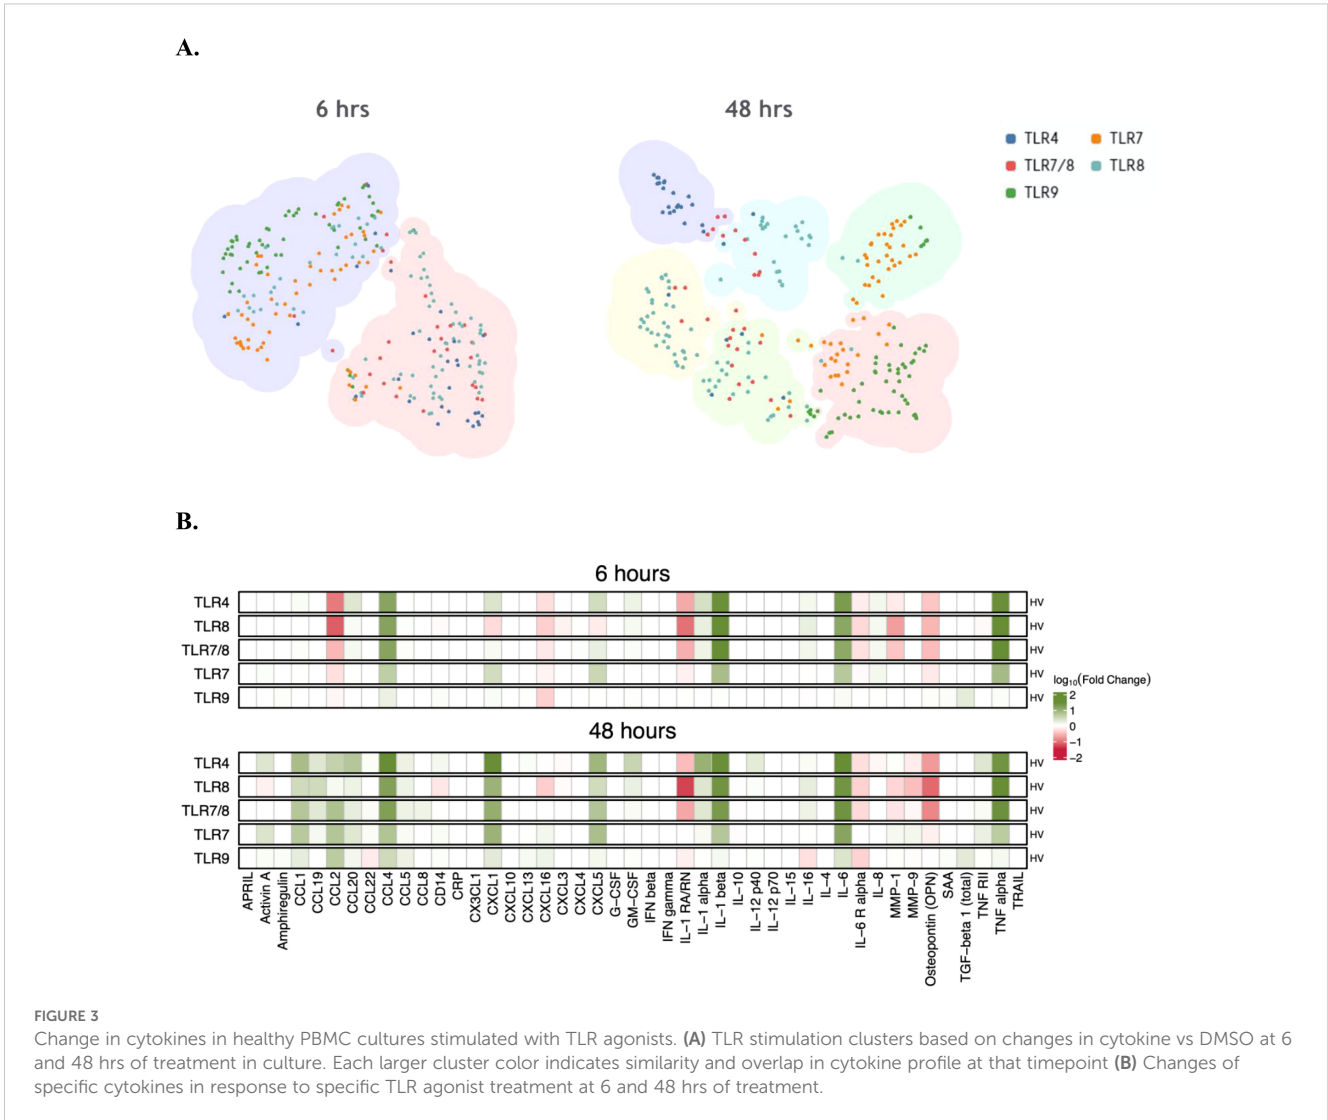 A.
6 hrs
48 hrs
TLR4
TLR7
TLR7/8
TLR8
TLR9
B.
6 hours
TLR4
HV
TLR8
HV
TLR7/8
HV
TLR7
HV
TLR9
HV
log10(Fold Change)
2
1
0
−1
−2
48 hours
TLR4
HV
TLR8
HV
TLR7/8
HV
TLR7
HV
TLR9
HV
APRIL
Activin A
Amphiregulin
CCL1
CCL19
CCL2
CCL20
CCL22
CCL4
CCL5
CCL8
CD14
CRP
CX3CL1
CXCL1
CXCL10
CXCL13
CXCL16
CXCL3
CXCL4
CXCL5
G−CSF
GM−CSF
IFN beta
IFN gamma
IL−1 RA/RN
IL−1 alpha
IL−1 beta
IL−10
IL−12 p40
IL−12 p70
IL−15
IL−16
IL−4
IL−6
IL−6 R alpha
IL−8
MMP−1
MMP−9
Osteopontin (OPN)
SAA
TGF−beta 1 (total)
TNF RII
TNF alpha
TRAIL
FIGURE 3
Change in cytokines in healthy PBMC cultures stimulated with TLR agonists. (A) TLR stimulation clusters based on changes in cytokine vs DMSO at 6
and 48 hrs of treatment in culture. Each larger cluster color indicates similarity and overlap in cytokine profile at that timepoint (B) Changes of
specific cytokines in response to specific TLR agonist treatment at 6 and 48 hrs of treatment.